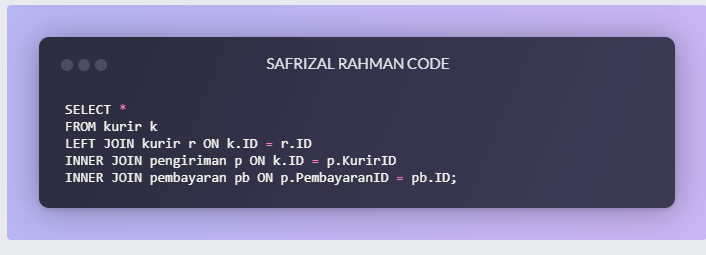 SAFRIZAL RAHMAN CODE
SELECT *
FROM kurir k
LEFT JOIN kurir r ON k.ID = r.ID
INNER JOIN pengiriman p ON k.ID = p.KurirID
INNER JOIN pembayaran pb ON p.PembayaranID = pb.ID;